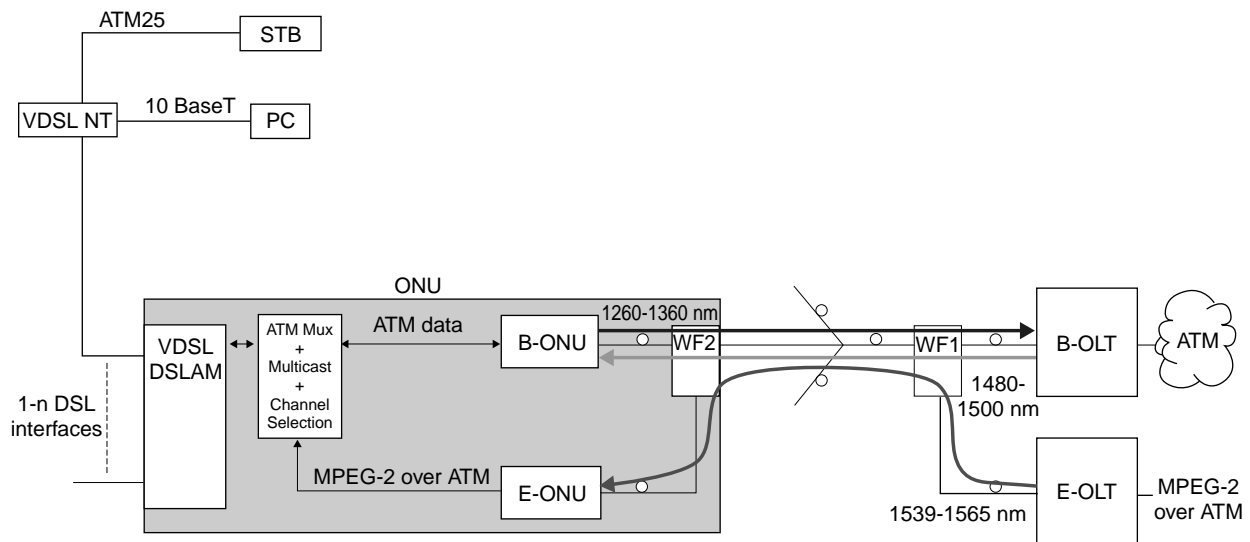 ATM25
STB
10 BaseT
VDSL NT
PC
ONU
1260-1360 nm
VDSL
DSLAM
ATM Mux
+
Multicast
+
Channel
Selection
ATM data
B-ONU
WF2
WF1
B-OLT
ATM
1480-
1500 nm
1-n DSL
interfaces
MPEG-2 over ATM
E-ONU
1539-1565 nm
E-OLT
MPEG-2
over ATM